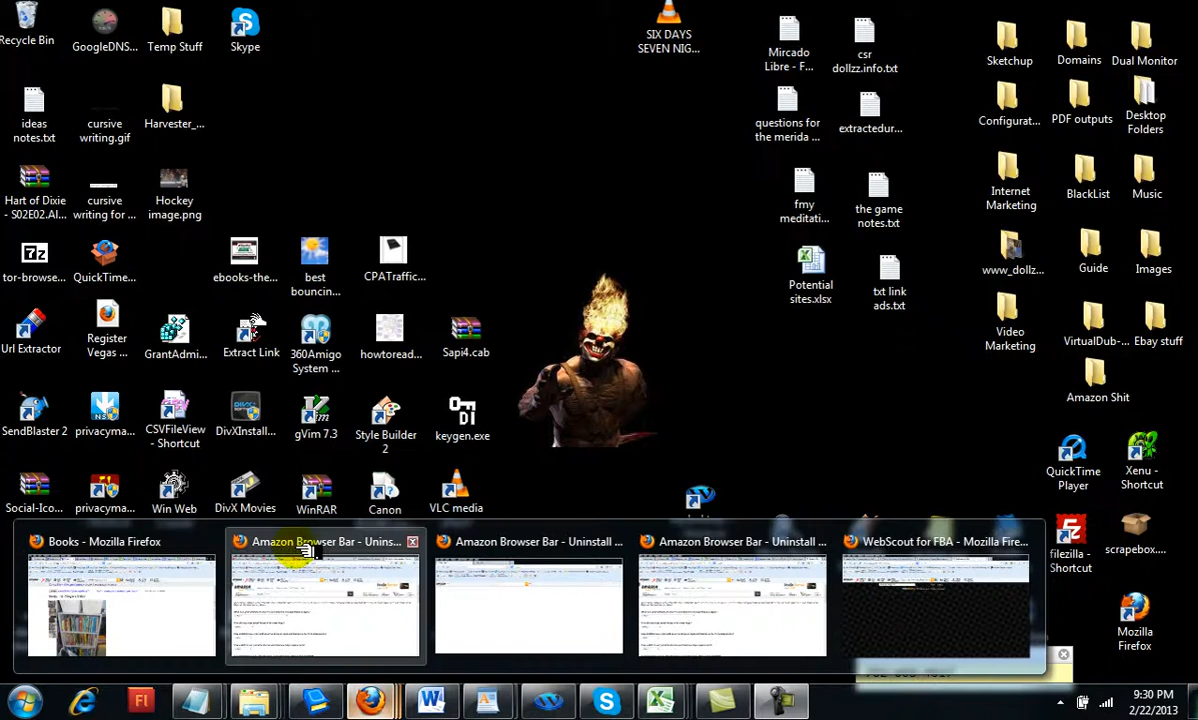 Recycle Bin
GoogleDNS...
Temp Stuff
Skype
SIX DAYS
SEVEN NIG...
Mircado
Libre - F...
csr
dollzz.info.txt
Sketchup
Domains
Dual Monitor
ideas
notes.txt
cursive
writing.gif
Harvester_...
questions for
the merida ...
extractedur...
Configurat...
PDF outputs
Desktop
Folders
Hart of Dixie
- S02E02.Al...
cursive
writing for ...
Hockey
image.png
fmy
meditati...
the game
notes.txt
Internet
Marketing
BlackList
Music
tor-browse...
QuickTime...
ebooks-the...
best
bouncin...
CPATraffic...
Potential
sites.xlsx
txt link
ads.txt
www_dollz...
Guide
Images
Url Extractor
Register
Vegas ...
GrantAdmi...
Extract Link
360Amigo
System ...
howtoread...
Sapi4.cab
Video
Marketing
VirtualDub-...
Ebay stuff
Amazon Shit
SendBlaster 2
privacyma...
CSVFileView
- Shortcut
DivXInstall...
gVim 7.3
Style Builder
2
keygen.exe
QuickTime
Player
Xenu -
Shortcut
Social-Ico...
privacyma...
Win Web
DivX Movies
WinRAR
Canon
VLC media
filezilla -
Shortcut
scrapebox....
Mozilla
Firefox
Books - Mozilla Firefox
Amazon Browser Bar - Unins...
Amazon Browser Bar - Uninstall ...
Amazon Browser Bar - Uninstall ...
WebScout for FBA - Mozilla Fire...
9:30 PM
2/22/2013